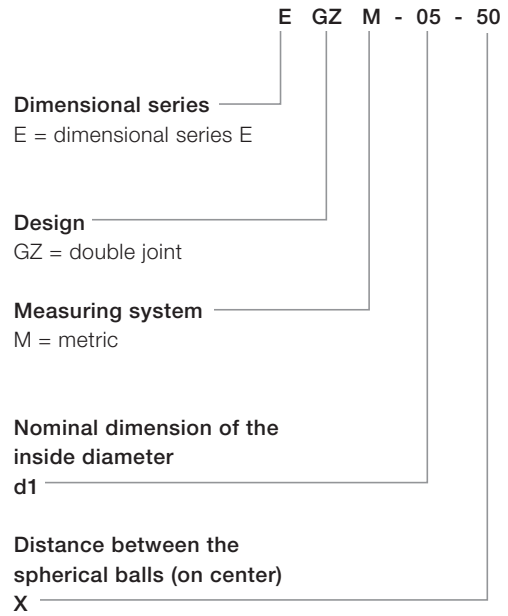 E GZ M - 05 - 50
Dimensional series
E = dimensional series E
Design
GZ = double joint
Measuring system
M = metric
Nominal dimension of the
inside diameter
d1
Distance between the
spherical balls (on center)
X